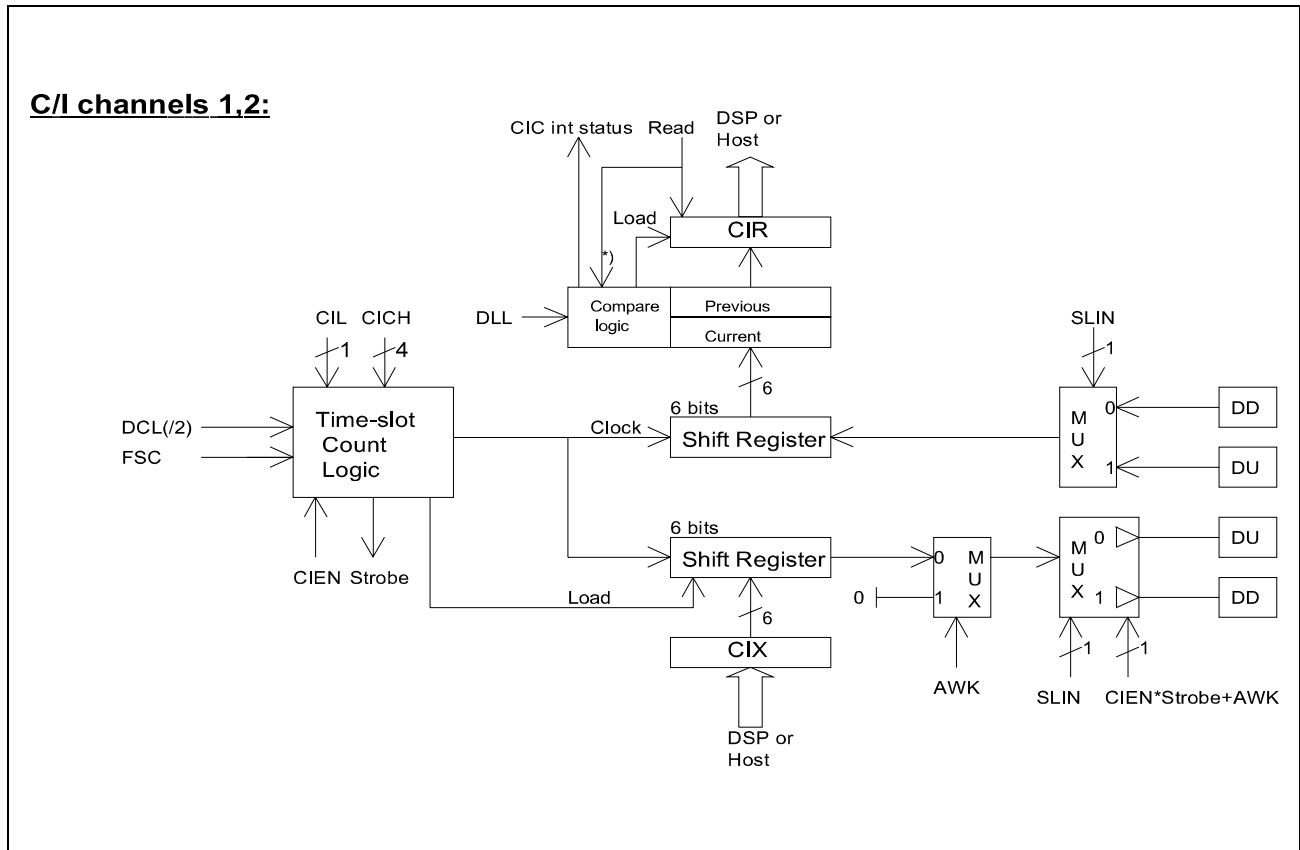 C/I channels 1,2:
CIC int status
Read
DSP or
Host
Load
CIR
*)
DLL
Compare
logic
Previous
Current
CIL
CICH
1
4
SLIN
1
6
DCL(/2)
FSC
Time-slot
Count
Logic
Clock
6 bits
Shift Register
M
U
X
0
1
DD
DU
6 bits
Shift Register
CIEN
Strobe
Load
6
0
0
1
M
U
X
M
U
X
0
1
DU
DD
CIX
AWK
1
1
SLIN
CIEN*Strobe+AWK
DSP or
Host